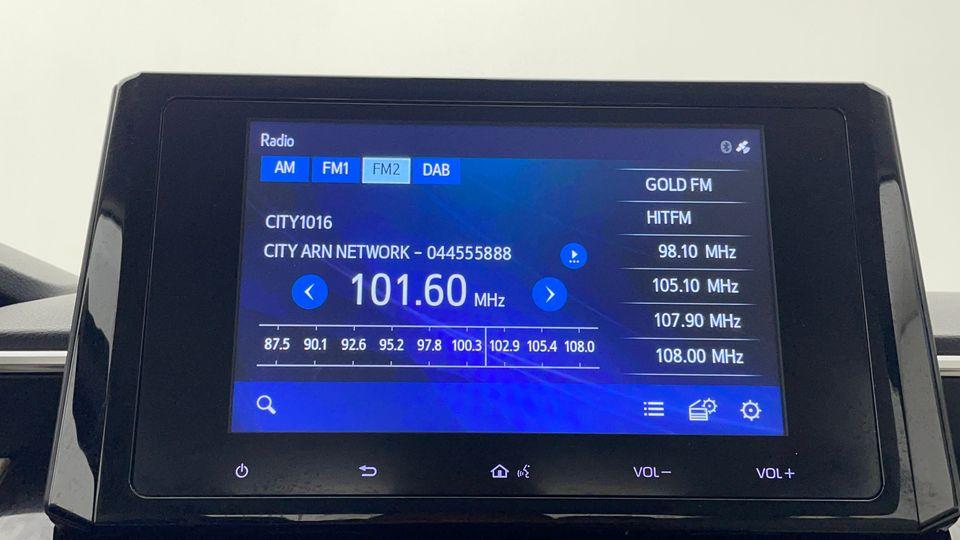 Radio
AM FM1 FM2 DAB
GOLD FM
CITY1016
HITFM
CITY ARN NETWORK - 044555888
98.10 MHz
101.60 MHz
105.10 MHz
107.90 MHz
87.5 90.1 92.6 95.2 97.8 100.3 102.9 105.4 108.0
108.00 MHz
VOL- VOL+